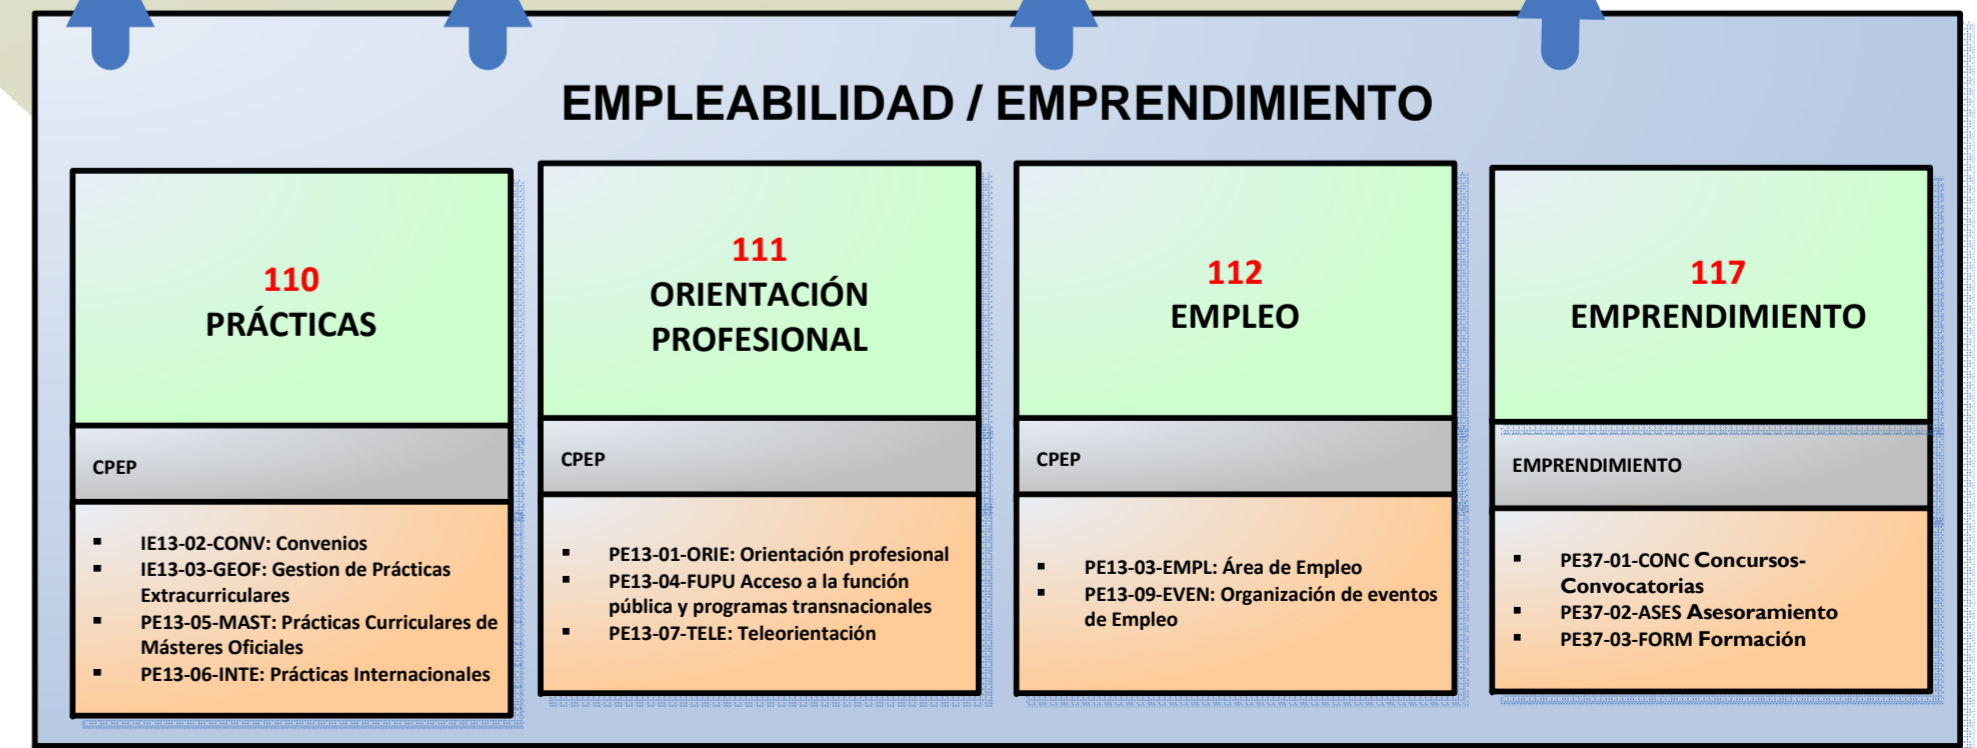 EMPLEABILIDAD / EMPRENDIMIENTO
110
PRÁCTICAS
CPEP
▪ IE13-02-CONV: Convenios
▪ IE13-03-GEOF: Gestion de Prácticas
Extracurriculares
▪ PE13-05-MAST: Prácticas Curriculares de
Másteres Oficiales
▪ PE13-06-INTE: Prácticas Internacionales
111
ORIENTACIÓN
PROFESIONAL
CPEP
▪ PE13-01-ORIE: Orientación profesional
▪ PE13-04-FUPU Acceso a la función
pública y programas transnacionales
▪ PE13-07-TELE: Teleorientación
112
EMPLEO
CPEP
▪ PE13-03-EMPL: Área de Empleo
▪ PE13-09-EVEN: Organización de eventos
de Empleo
117
EMPRENDIMIENTO
EMPRENDIMIENTO
▪ PE37-01-CONC Concursos-
Convocatorias
▪ PE37-02-ASES Asesoramiento
▪ PE37-03-FORM Formación